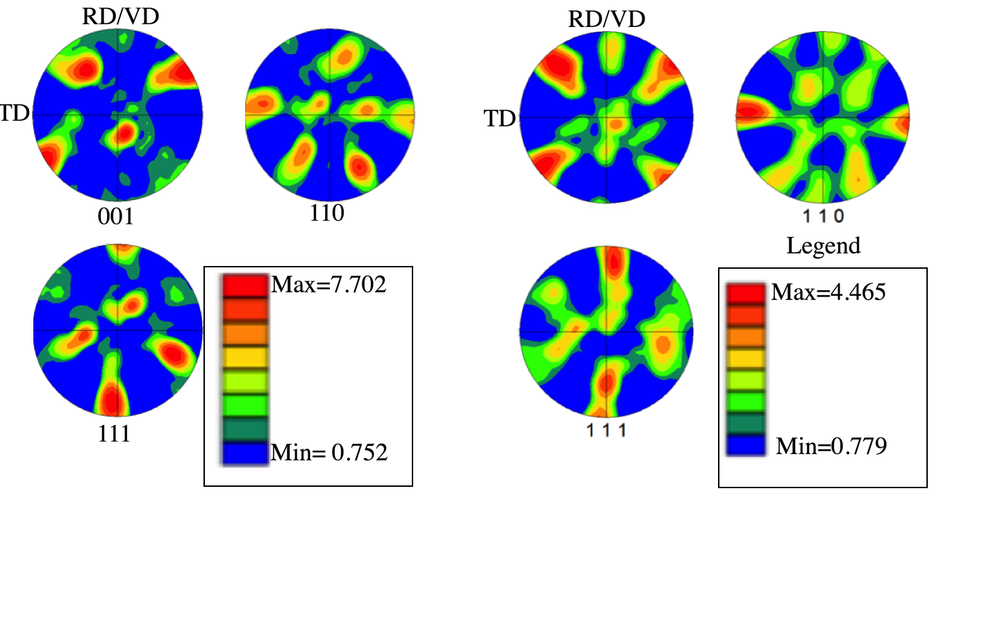 RD/VD
TD
001
110
111
Max=7.702
Min= 0.752
RD/VD
TD
1 1 0
Legend
1 1 1
Max=4.465
Min=0.779